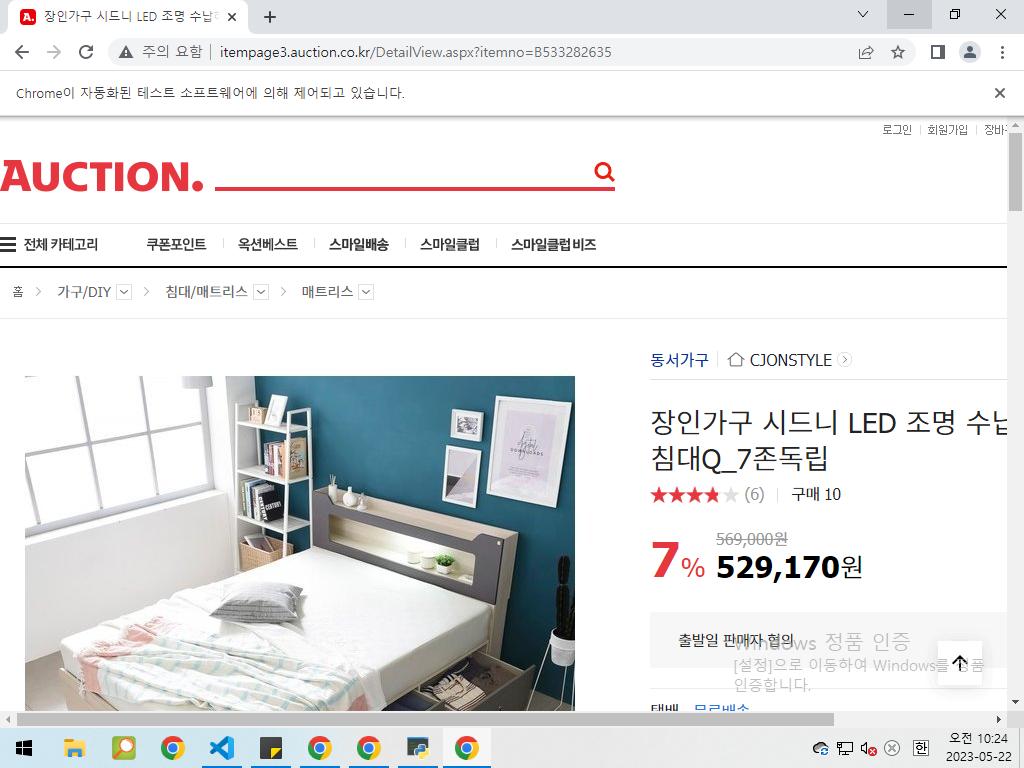 장인가구 시드니 LED 조명 수납
주의 요함
itempage3.auction.co.kr/DetailView.aspx?itemno=B533282635
Chrome이 자동화된 테스트 소프트웨어에 의해 제어되고 있습니다.
로그인 회원가입 장바
AUCTION.
전체 카테고리 쿠폰포인트 옥션베스트 스마일배송 스마일클럽 스마일클럽 비즈
홈 가구/DIY 침대/매트리스 매트리스
동서가구 CJONSTYLE
장인가구 시드니 LED 조명 수납
침대Q_7존독립
(6) 구매 10
569,000원
7% 529,170원
출발일 판매자 협의
Windows 정품 인증
[설정]으로 이동하여 Windows를 정품
인증합니다.
택배 무료배송
digital
DOWNLOADS
COUNTRY
한
오전 10:24
2023-05-22